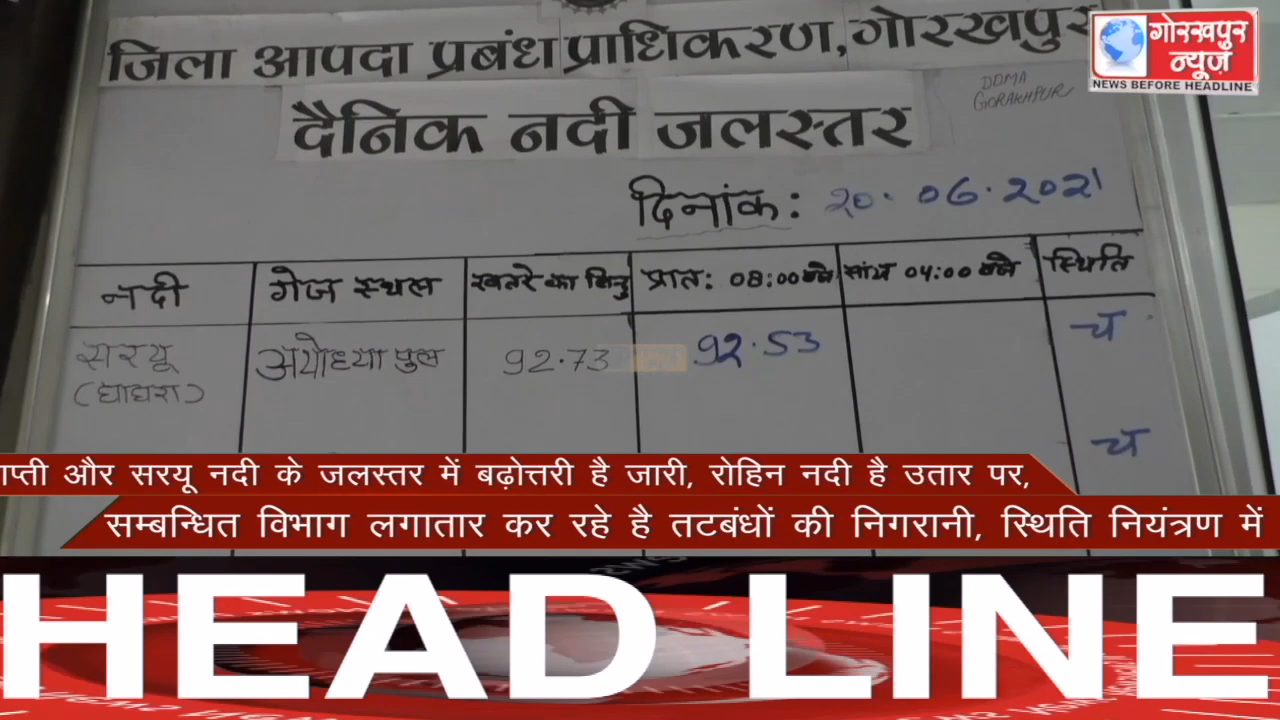 जिला आपदा प्रबंध प्राधिकरण, गोरखपुर
गोरखपुर
न्यूज़
NEWS BEFORE HEADLINE
DDMA
GORAKHPUR
दैनिक नदी जलस्तर
दिनांक: २०. ०6. 2021
नदी गेज स्थल खतरे का बिन्दु प्रात: 08:00 बजे सांय 04:00 बजे स्थिति
सरयू अयोध्या पुल 92.73 92.53 च
(घाघरा)
च
ाप्ती और सरयू नदी के जलस्तर में बढ़ोत्तरी है जारी, रोहिन नदी है उतार पर,
सम्बन्धित विभाग लगातार कर रहे है तटबंधों की निगरानी, स्थिति नियंत्रण में
HEAD LINE